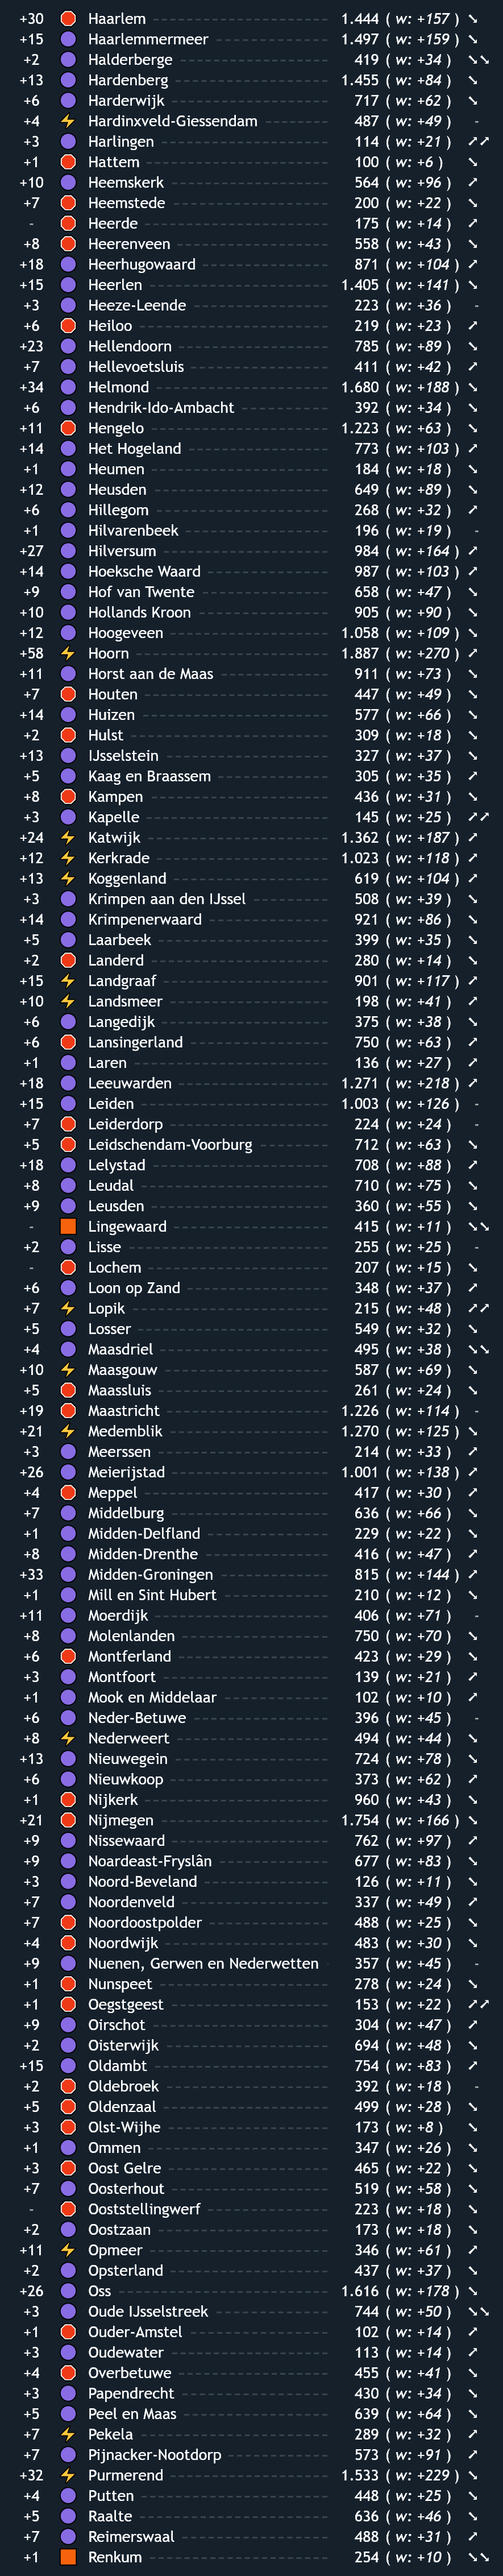 +30 Haarlem 1.444 ( w: +157 ) ↘
+15 Haarlemmermeer 1.497 ( w: +159 ) ↘
+2 Halderberge 419 ( w: +34 ) ↘↘
+13 Hardenberg 1.455 ( w: +84 ) ↘
+6 Harderwijk 717 ( w: +62 ) ↘
+4 Hardinxveld-Giessendam 487 ( w: +49 ) -
+3 Harlingen 114 ( w: +21 ) ↗↗
+1 Hattem 100 ( w: +6 ) ↘
+10 Heemskerk 564 ( w: +96 ) ↗
+7 Heemstede 200 ( w: +22 ) ↘
- Heerde 175 ( w: +14 ) ↗
+8 Heerenveen 558 ( w: +43 ) ↘
+18 Heerhugowaard 871 ( w: +104 ) ↗
+15 Heerlen 1.405 ( w: +141 ) ↘
+3 Heeze-Leende 223 ( w: +36 ) -
+6 Heiloo 219 ( w: +23 ) ↗
+23 Hellendoorn 785 ( w: +89 ) ↘
+7 Hellevoetsluis 411 ( w: +42 ) ↗
+34 Helmond 1.680 ( w: +188 ) ↘
+6 Hendrik-Ido-Ambacht 392 ( w: +34 ) ↘
+11 Hengelo 1.223 ( w: +63 ) ↘
+14 Het Hogeland 773 ( w: +103 ) ↗
+1 Heumen 184 ( w: +18 ) ↘
+12 Heusden 649 ( w: +89 ) ↘
+6 Hillegom 268 ( w: +32 ) ↗
+1 Hilvarenbeek 196 ( w: +19 ) -
+27 Hilversum 984 ( w: +164 ) ↗
+14 Hoeksche Waard 987 ( w: +103 ) ↘
+9 Hof van Twente 658 ( w: +47 ) ↘
+10 Hollands Kroon 905 ( w: +90 ) ↘
+12 Hoogeveen 1.058 ( w: +109 ) ↘
+58 Hoorn 1.887 ( w: +270 ) ↗
+11 Horst aan de Maas 911 ( w: +73 ) ↘
+7 Houten 447 ( w: +49 ) ↘
+14 Huizen 577 ( w: +66 ) ↘
+2 Hulst 309 ( w: +18 ) ↘
+13 IJsselstein 327 ( w: +37 ) ↘
+5 Kaag en Braassem 305 ( w: +35 ) ↗
+8 Kampen 436 ( w: +31 ) ↘
+3 Kapelle 145 ( w: +25 ) ↗↗
+24 Katwijk 1.362 ( w: +187 ) ↗
+12 Kerkrade 1.023 ( w: +118 ) ↗
+13 Koggenland 619 ( w: +104 ) ↗
+3 Krimpen aan den IJssel 508 ( w: +39 ) ↘
+14 Krimpenerwaard 921 ( w: +86 ) ↘
+5 Laarbeek 399 ( w: +35 ) ↘
+2 Landerd 280 ( w: +14 ) ↘
+15 Landgraaf 901 ( w: +117 ) ↗
+10 Landsmeer 198 ( w: +41 ) ↗
+6 Langedijk 375 ( w: +38 ) ↘
+6 Lansingerland 750 ( w: +63 ) ↗
+1 Laren 136 ( w: +27 ) ↗
+18 Leeuwarden 1.271 ( w: +218 ) ↗
+15 Leiden 1.003 ( w: +126 ) -
+7 Leiderdorp 224 ( w: +24 ) -
+5 Leidschendam-Voorburg 712 ( w: +63 ) ↘
+18 Lelystad 708 ( w: +88 ) ↗
+8 Leudal 710 ( w: +75 ) ↘
+9 Leusden 360 ( w: +55 ) ↘
- Lingewaard 415 ( w: +11 ) ↘↘
+2 Lisse 255 ( w: +25 ) -
- Lochem 207 ( w: +15 ) ↘
+6 Loon op Zand 348 ( w: +37 ) ↗
+7 Lopik 215 ( w: +48 ) ↗↗
+5 Losser 549 ( w: +32 ) ↘
+4 Maasdriel 495 ( w: +38 ) ↘↘
+10 Maasgouw 587 ( w: +69 ) ↘
+5 Maassluis 261 ( w: +24 ) ↘
+19 Maastricht 1.226 ( w: +114 ) -
+21 Medemblik 1.270 ( w: +125 ) ↘
+3 Meerssen 214 ( w: +33 ) ↗
+26 Meierijstad 1.001 ( w: +138 ) ↗
+4 Meppel 417 ( w: +30 ) ↗
+7 Middelburg 636 ( w: +66 ) ↘
+1 Midden-Delfland 229 ( w: +22 ) ↘
+8 Midden-Drenthe 416 ( w: +47 ) ↗
+33 Midden-Groningen 815 ( w: +144 ) ↗
+1 Mill en Sint Hubert 210 ( w: +12 ) ↘
+11 Moerdijk 406 ( w: +71 ) -
+8 Molenlanden 750 ( w: +70 ) ↘
+6 Montferland 423 ( w: +29 ) ↘
+3 Montfoort 139 ( w: +21 ) ↗
+1 Mook en Middelaar 102 ( w: +10 ) ↗
+6 Neder-Betuwe 396 ( w: +45 ) -
+8 Nederweert 494 ( w: +44 ) ↘
+13 Nieuwegein 724 ( w: +78 ) ↘
+6 Nieuwkoop 373 ( w: +62 ) ↗
+1 Nijkerk 960 ( w: +43 ) ↘
+21 Nijmegen 1.754 ( w: +166 ) ↘
+9 Nissewaard 762 ( w: +97 ) ↗
+9 Noardeast-Fryslân 677 ( w: +83 ) ↘
+3 Noord-Beveland 126 ( w: +11 ) ↘
+7 Noordenveld 337 ( w: +49 ) ↗
+7 Noordoostpolder 488 ( w: +25 ) ↘
+4 Noordwijk 483 ( w: +30 ) ↘
+9 Nuenen, Gerwen en Nederwetten 357 ( w: +45 ) -
+1 Nunspeet 278 ( w: +24 ) ↘
+1 Oegstgeest 153 ( w: +22 ) ↗↗
+9 Oirschot 304 ( w: +47 ) ↗
+2 Oisterwijk 694 ( w: +48 ) ↘
+15 Oldambt 754 ( w: +83 ) ↗
+2 Oldebroek 392 ( w: +18 ) -
+5 Oldenzaal 499 ( w: +28 ) ↘
+3 Olst-Wijhe 173 ( w: +8 ) ↘
+1 Ommen 347 ( w: +26 ) ↘
+3 Oost Gelre 465 ( w: +22 ) ↘
+7 Oosterhout 519 ( w: +58 ) ↘
- Ooststellingwerf 223 ( w: +18 ) ↘
+2 Oostzaan 173 ( w: +18 ) ↘
+11 Opmeer 346 ( w: +61 ) ↗
+2 Opsterland 437 ( w: +37 ) ↘
+26 Oss 1.616 ( w: +178 ) ↘
+3 Oude IJsselstreek 744 ( w: +50 ) ↘↘
+1 Ouder-Amstel 102 ( w: +14 ) ↗
+3 Oudewater 113 ( w: +14 ) ↗
+4 Overbetuwe 455 ( w: +41 ) ↘
+3 Papendrecht 430 ( w: +34 ) ↘
+5 Peel en Maas 639 ( w: +64 ) ↘
+7 Pekela 289 ( w: +32 ) ↗
+7 Pijnacker-Nootdorp 573 ( w: +91 ) ↗
+32 Purmerend 1.533 ( w: +229 ) ↘
+4 Putten 448 ( w: +25 ) ↘
+5 Raalte 636 ( w: +46 ) ↘
+7 Reimerswaal 488 ( w: +31 ) ↗
+1 Renkum 254 ( w: +10 ) ↘↘